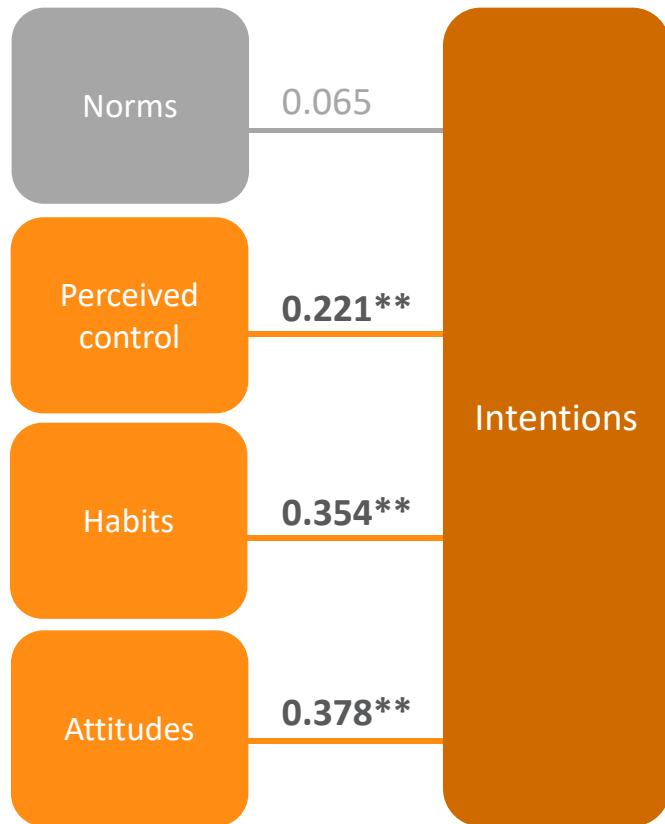 Norms
0.065
Perceived
control
0.221**
Intentions
Habits
0.354**
Attitudes
0.378**